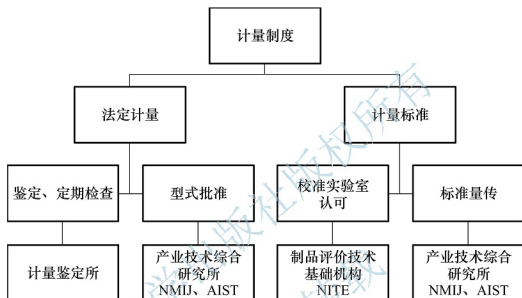 计量制度
法定计量
计量标准
鉴定、定期检查
型式批准
校准实验室
认可
标准量传
计量鉴定所
产业技术综合
研究所
NMIJ、AIST
制品评价技术
基础机构
NITE
产业技术综合
研究所
NMIJ、AIST